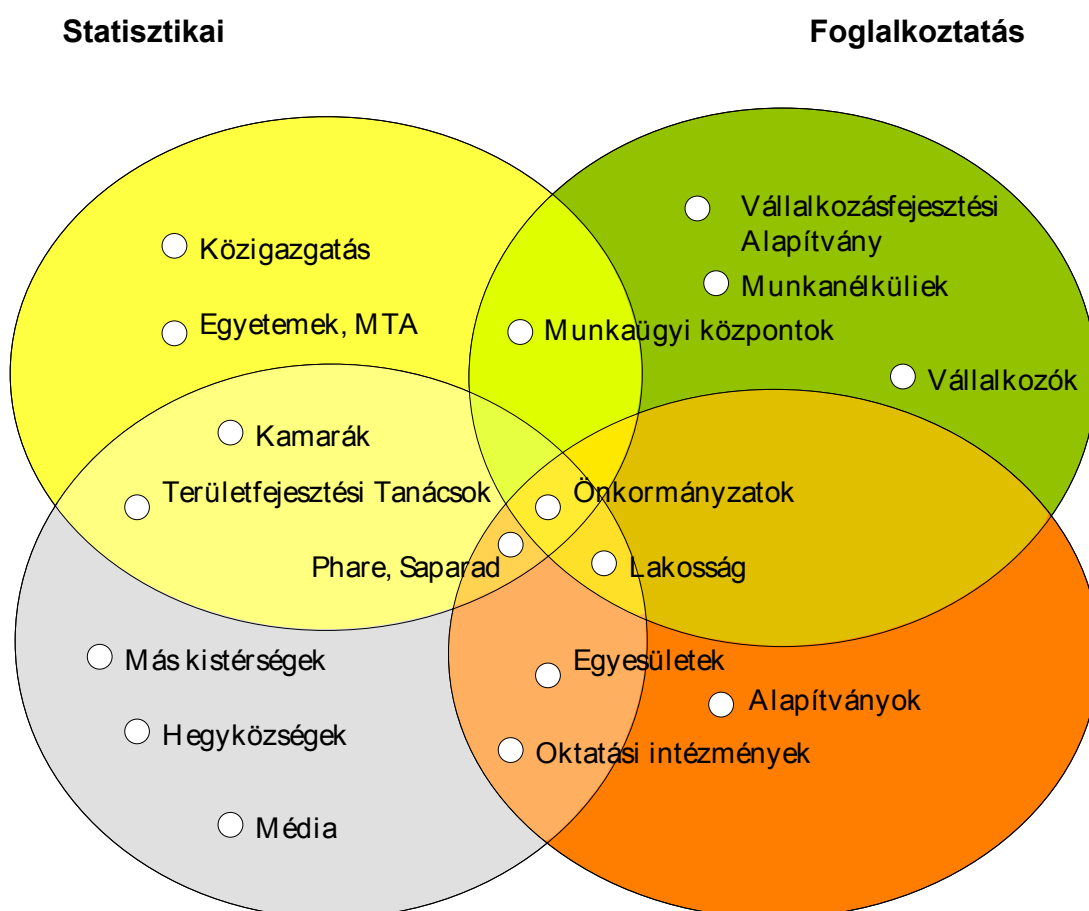 Statisztikai
Foglalkoztatás
Vállalkozásfejesztési
Alapítvány
Közigazgatás
Munkanélküliek
Egyetemek, MTA
Munkaügyi központok
Vállalkozók
Kamarák
Területfejesztési Tanácsok
Önkormányzatok
Phare, Saparad
Lakosság
Más kistérségek
Egyesületek
Alapítványok
Hegyközségek
Oktatási intézmények
Média